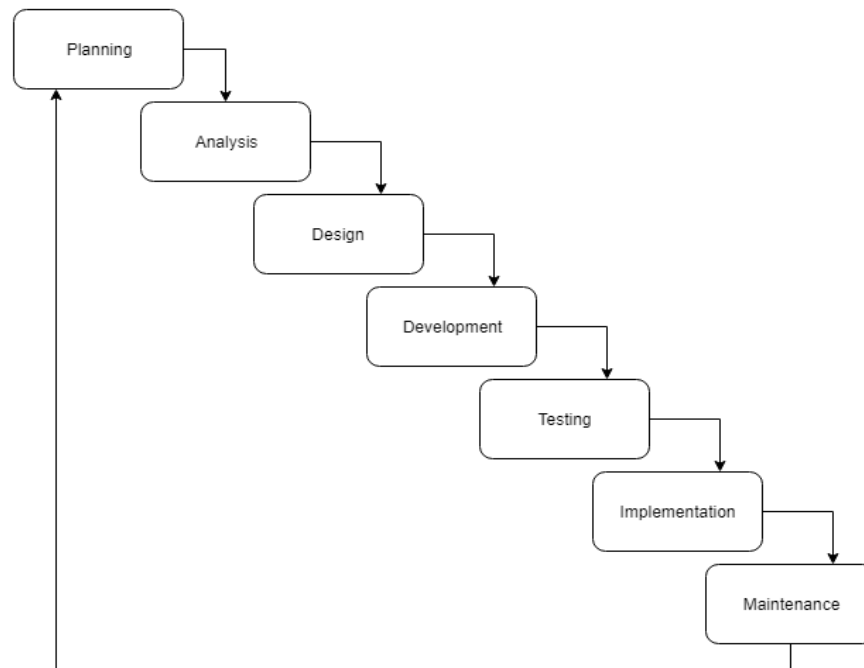 Planning
Analysis
Design
Development
Testing
Implementation
Maintenance